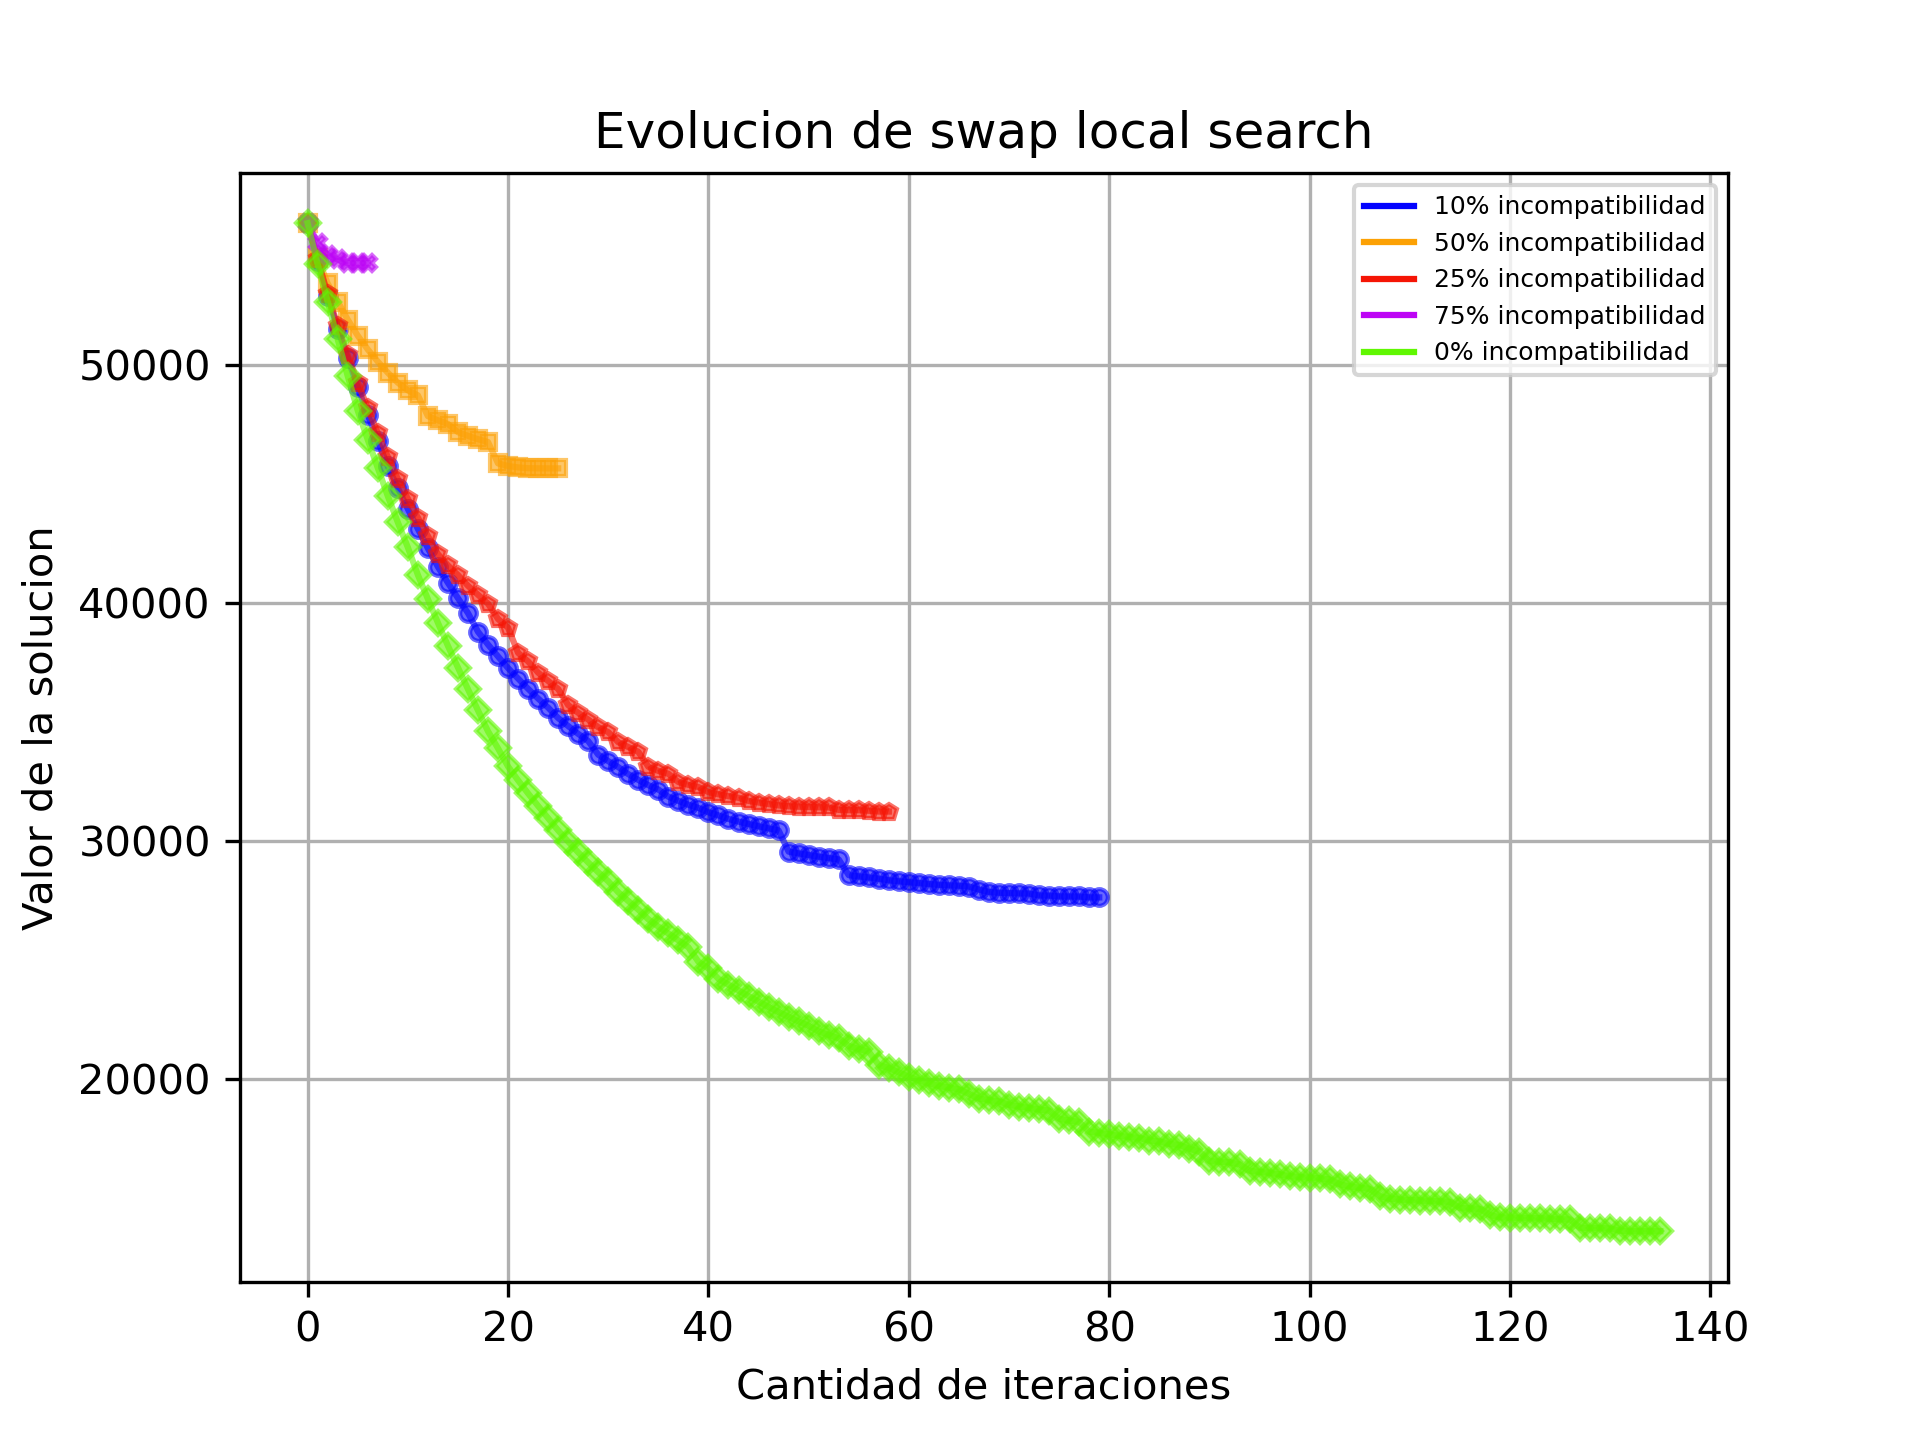 Evolucion de swap local search
10% incompatibilidad
50% incompatibilidad
25% incompatibilidad
75% incompatibilidad
0% incompatibilidad
Valor de la solucion
50000
40000
30000
20000
0 20 40 60 80 100 120 140
Cantidad de iteraciones